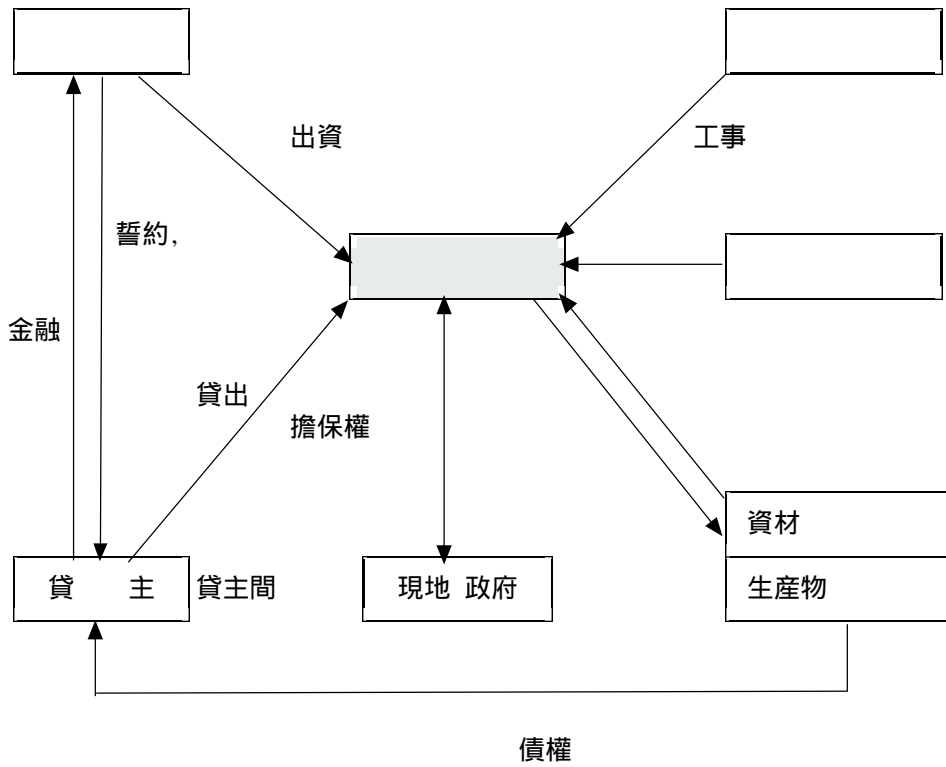 出資
工事
誓約,
金融
貸出
擔保權
資材
貸 主
貸主間
現地 政府
生産物
債權